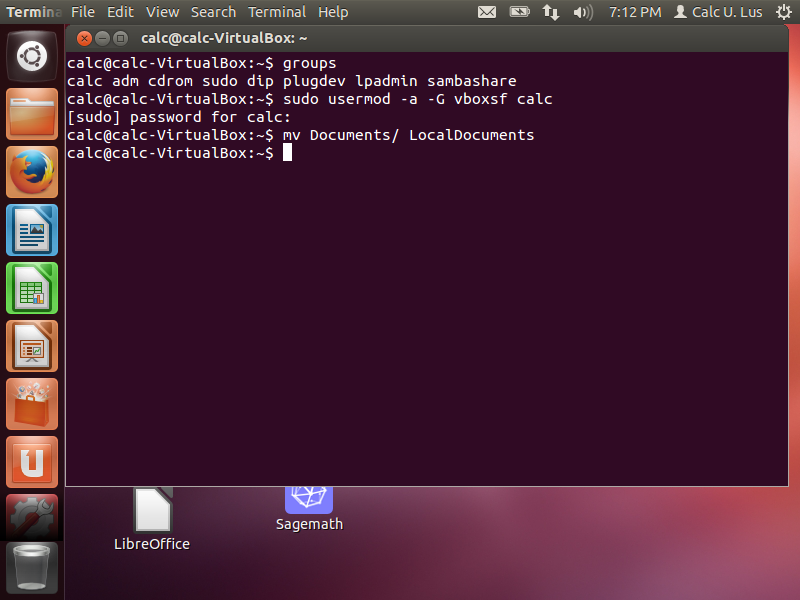 Termina File Edit View Search Terminal Help 7:12 PM Calc U. Lus
calc@calc-VirtualBox: ~
calc@calc-VirtualBox:~$ groups
calc adm cdrom sudo dip plugdev lpadmin sambashare
calc@calc-VirtualBox:~$ sudo usermod -a -G vboxsf calc
[sudo] password for calc:
calc@calc-VirtualBox:~$ mv Documents/ LocalDocuments
calc@calc-VirtualBox:~$
Sagemath
LibreOffice